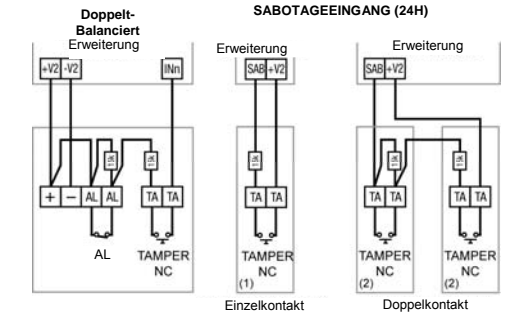 Doppelt-
Balanciert
Erweiterung
+V2 -V2 INn
+ − AL AL TA TA
AL
TAMPER
NC
SABOTAGEEINGANG (24H)
Erweiterung
SAB +V2
TA TA
TAMPER
NC
(1)
Einzelkontakt
Erweiterung
SAB +V2
TA TA TA TA
TAMPER TAMPER
NC NC
(2) (2)
Doppelkontakt